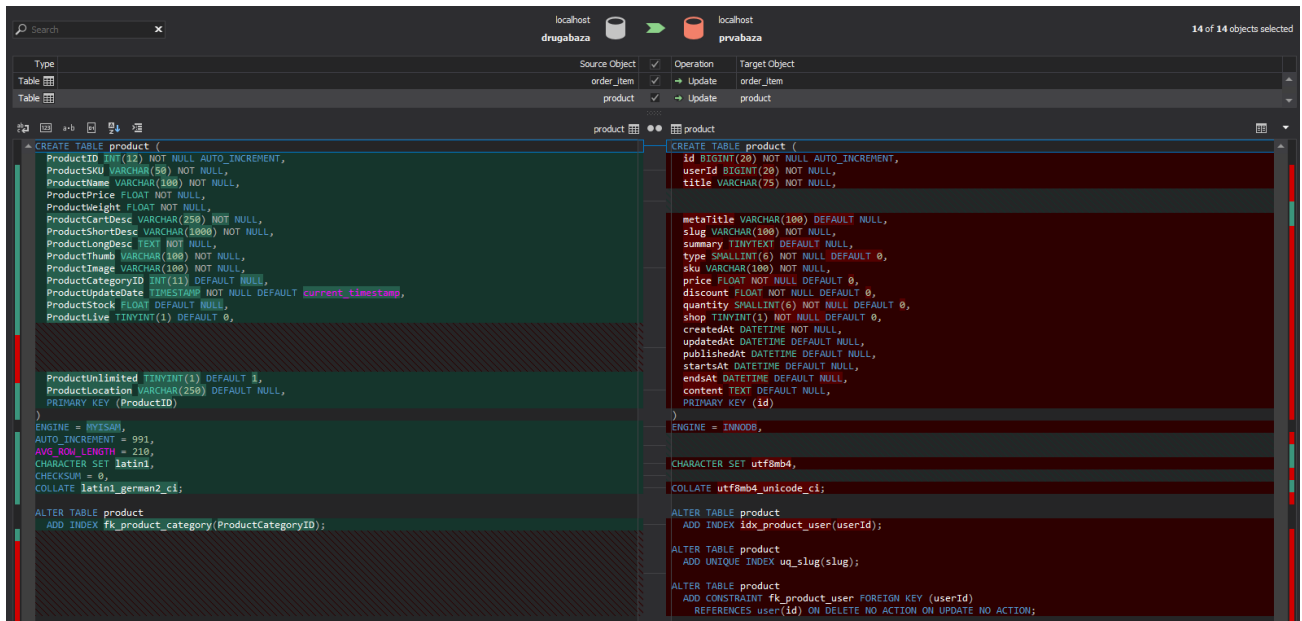 localhost
drugabaza
localhost
prvabaza
Search
14 of 14 objects selected
Type Source Object Operation Target Object
Table order_item Update order_item
Table product Update product
product
product
CREATE TABLE product (
ProductID INT(12) NOT NULL AUTO_INCREMENT,
ProductSKU VARCHAR(50) NOT NULL,
ProductName VARCHAR(100) NOT NULL,
ProductPrice FLOAT NOT NULL,
ProductWeight FLOAT NOT NULL,
ProductCartDesc VARCHAR(250) NOT NULL,
ProductShortDesc VARCHAR(1000) NOT NULL,
ProductLongDesc TEXT NOT NULL,
ProductThumb VARCHAR(100) NOT NULL,
ProductImage VARCHAR(100) NOT NULL,
ProductCategoryID INT(11) DEFAULT NULL,
ProductUpdateDate TIMESTAMP NOT NULL DEFAULT current_timestamp,
ProductStock FLOAT DEFAULT NULL,
ProductLive TINYINT(1) DEFAULT 0,
ProductUnlimited TINYINT(1) DEFAULT 1,
ProductLocation VARCHAR(250) DEFAULT NULL,
PRIMARY KEY (ProductID)
)
ENGINE = MYISAM,
AUTO_INCREMENT = 991,
AVG_ROW_LENGTH = 210,
CHARACTER SET latin1,
CHECKSUM = 0,
COLLATE latin1_german2_ci;
ALTER TABLE product
ADD INDEX fk_product_category(ProductCategoryID);
CREATE TABLE product (
id BIGINT(20) NOT NULL AUTO_INCREMENT,
userId BIGINT(20) NOT NULL,
title VARCHAR(75) NOT NULL,
metaTitle VARCHAR(100) DEFAULT NULL,
slug VARCHAR(100) NOT NULL,
summary TINYTEXT DEFAULT NULL,
type SMALLINT(6) NOT NULL DEFAULT 0,
sku VARCHAR(100) NOT NULL,
price FLOAT NOT NULL DEFAULT 0,
discount FLOAT NOT NULL DEFAULT 0,
quantity SMALLINT(6) NOT NULL DEFAULT 0,
shop TINYINT(1) NOT NULL DEFAULT 0,
createdAt DATETIME NOT NULL,
updatedAt DATETIME DEFAULT NULL,
publishedAt DATETIME DEFAULT NULL,
startsAt DATETIME DEFAULT NULL,
endsAt DATETIME DEFAULT NULL,
content TEXT DEFAULT NULL,
PRIMARY KEY (id)
)
ENGINE = INNODB,
CHARACTER SET utf8mb4,
COLLATE utf8mb4_unicode_ci;
ALTER TABLE product
ADD INDEX idx_product_user(userId);
ALTER TABLE product
ADD UNIQUE INDEX uq_slug(slug);
ALTER TABLE product
ADD CONSTRAINT fk_product_user FOREIGN KEY (userId)
REFERENCES user(id) ON DELETE NO ACTION ON UPDATE NO ACTION;